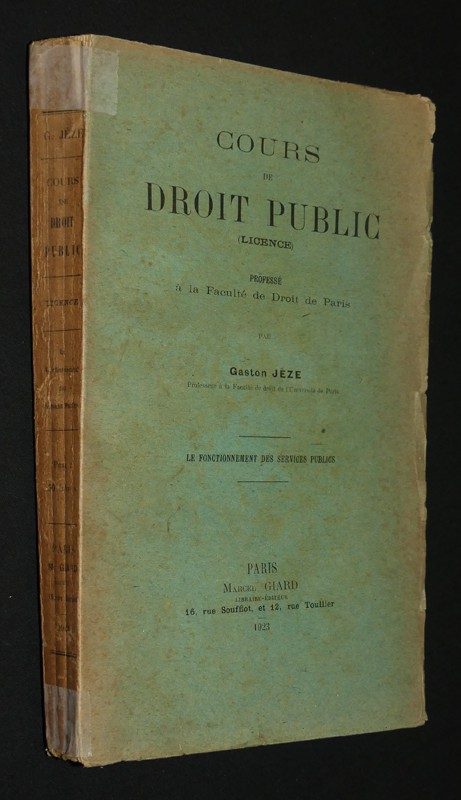 COURS
DE
DROIT PUBLIC
(LICENCE)
PROFESSÉ
à la Faculté de Droit de Paris
PAR
Gaston JÈZE
Professeur à la Faculté de droit de l'Université de Paris
LE FONCTIONNEMENT DES SERVICES PUBLICS
PARIS
MARCEL GIARD
LIBRAIRE-ÉDITEUR
16, rue Soufflot, et 12, rue Toullier
1923
G. JÈZE
COURS
DE
DROIT
PUBLIC
LICENCE
PARIS
M. GIARD